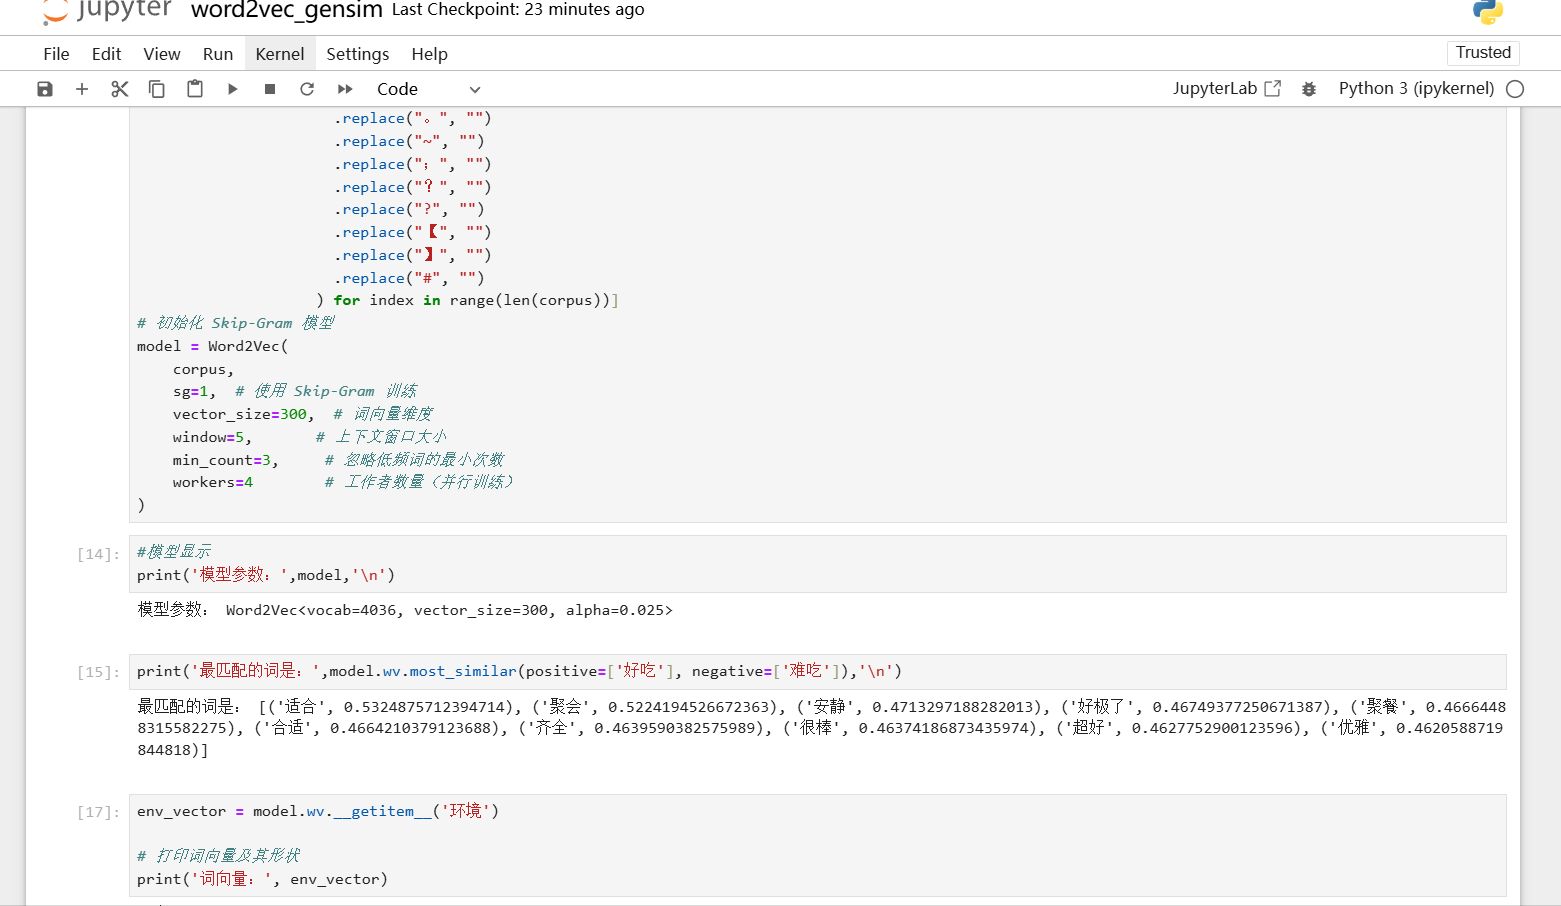 jupyter word2vec_gensim Last Checkpoint: 23 minutes ago
File Edit View Run Kernel Settings Help Trusted
Code JupyterLab Python 3 (ipykernel)
.replace("。", "")
.replace("~", "")
.replace("；", "")
.replace("？", "")
.replace("?", "")
.replace("【", "")
.replace("】", "")
.replace("#", "")
) for index in range(len(corpus))]
# 初始化 Skip-Gram 模型
model = Word2Vec(
corpus,
sg=1, # 使用 Skip-Gram 训练
vector_size=300, # 词向量维度
window=5, # 上下文窗口大小
min_count=3, # 忽略低频词的最小次数
workers=4 # 工作者数量（并行训练）
)
[14]: #模型显示
print('模型参数：',model,'\n')
模型参数： Word2Vec<vocab=4036, vector_size=300, alpha=0.025>
[15]: print('最匹配的词是：',model.wv.most_similar(positive=['好吃'], negative=['难吃']),'\n')
最匹配的词是： [('适合', 0.5324875712394714), ('聚会', 0.5224194526672363), ('安静', 0.4713297188282013), ('好极了', 0.46749377250671387), ('聚餐', 0.4666448
8315582275), ('合适', 0.4664210379123688), ('齐全', 0.4639590382575989), ('很棒', 0.46374186873435974), ('超好', 0.4627752900123596), ('优雅', 0.4620588719
844818)]
[17]: env_vector = model.wv.__getitem__('环境')
# 打印词向量及其形状
print('词向量：', env_vector)